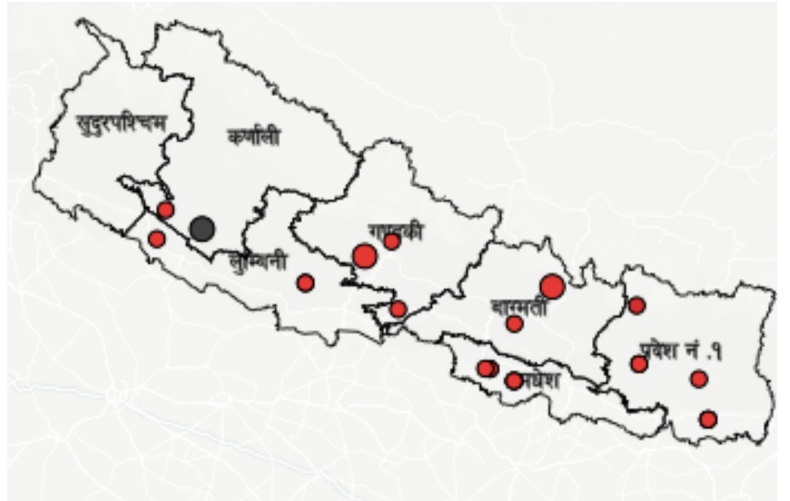 सुदुरपश्चिम
कर्णाली
गण्डकी
लुम्बिनी
बागमती
प्रदेश नं .१
मधेश